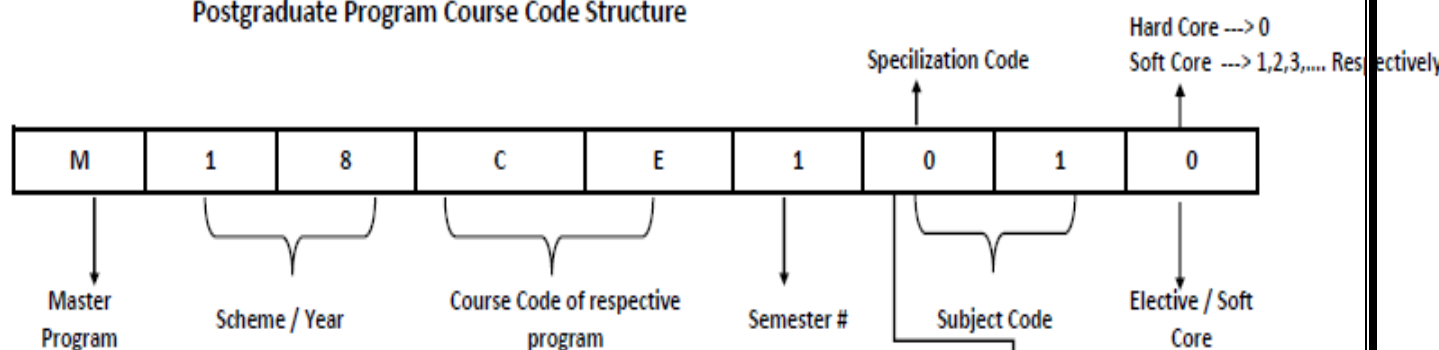 Postgraduate Program Course Code Structure
Hard Core ---> 0
Specilization Code
Soft Core ---> 1,2,3,.... Respectively
M 1 8 C E 1 0 1 0
Master
Program
Scheme / Year
Course Code of respective
program
Semester #
Subject Code
Elective / Soft
Core